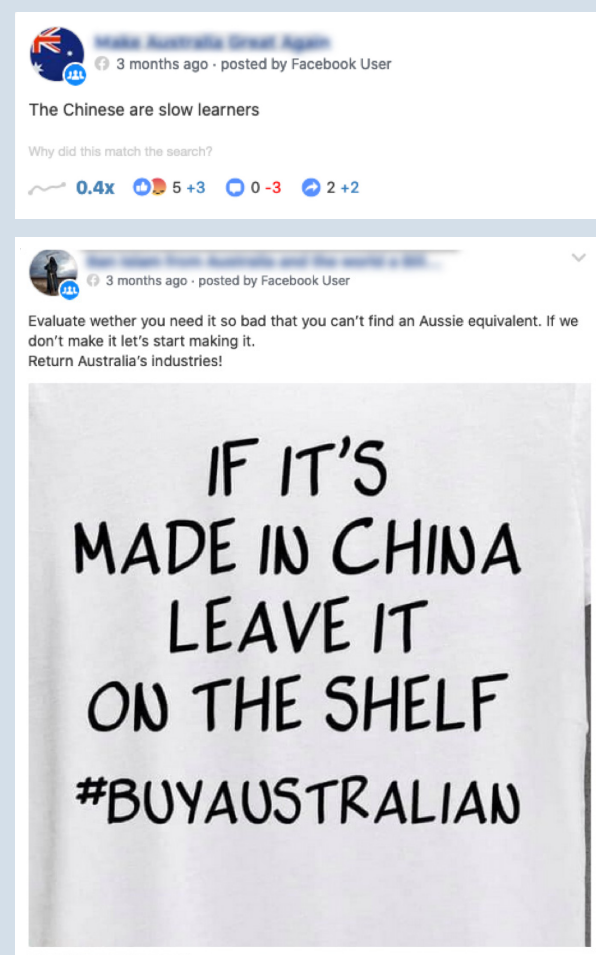 3 months ago · posted by Facebook User
The Chinese are slow learners
Why did this match the search?
0.4x 5 +3 0 -3 2 +2
3 months ago · posted by Facebook User
Evaluate wether you need it so bad that you can't find an Aussie equivalent. If we
don't make it let's start making it.
Return Australia's industries!
IF IT'S
MADE IN CHINA
LEAVE IT
ON THE SHELF
#BUYAUSTRALIAN